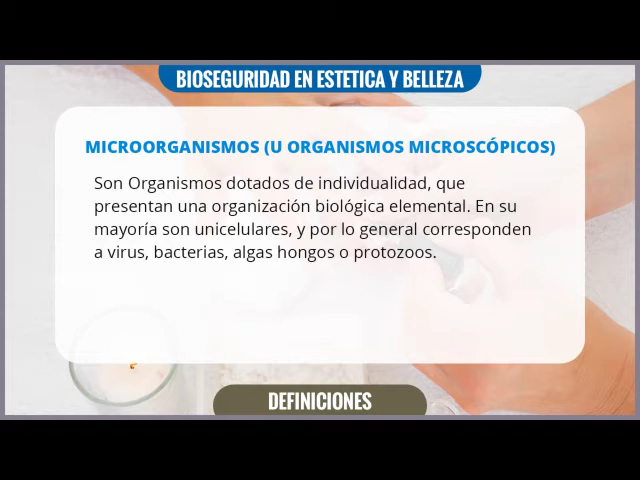 BIOSEGURIDAD EN ESTETICA Y BELLEZA
MICROORGANISMOS (U ORGANISMOS MICROSCÓPICOS)
Son Organismos dotados de individualidad, que
presentan una organización biológica elemental. En su
mayoría son unicelulares, y por lo general corresponden
a virus, bacterias, algas hongos o protozoos.
DEFINICIONES